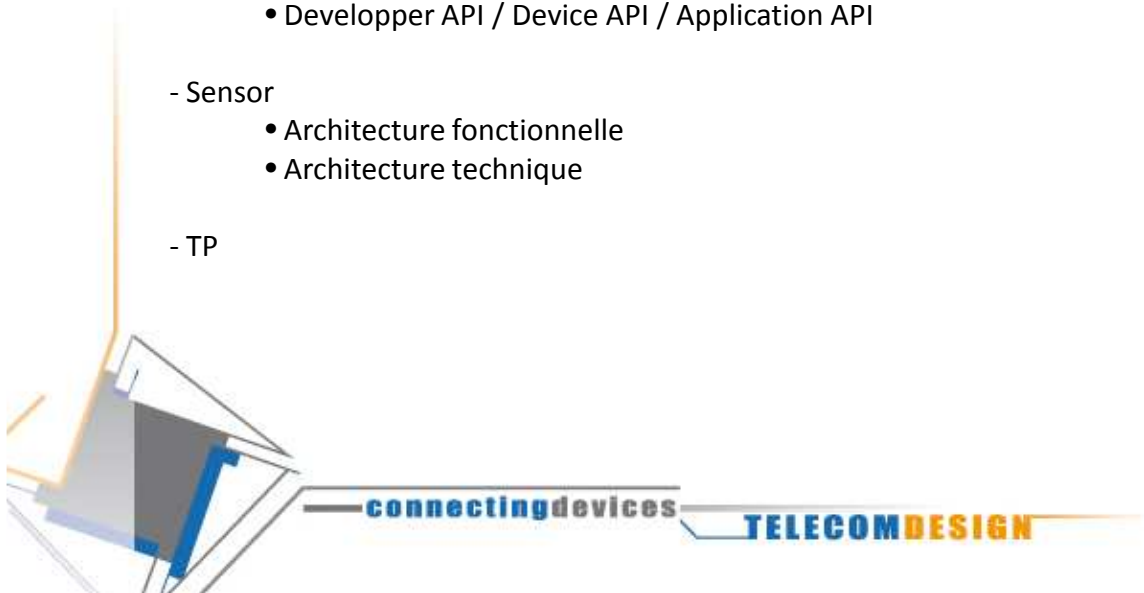 • Developper API / Device API / Application API
- Sensor
• Architecture fonctionnelle
• Architecture technique
- TP
connectingdevices
TELECOMDESIGN